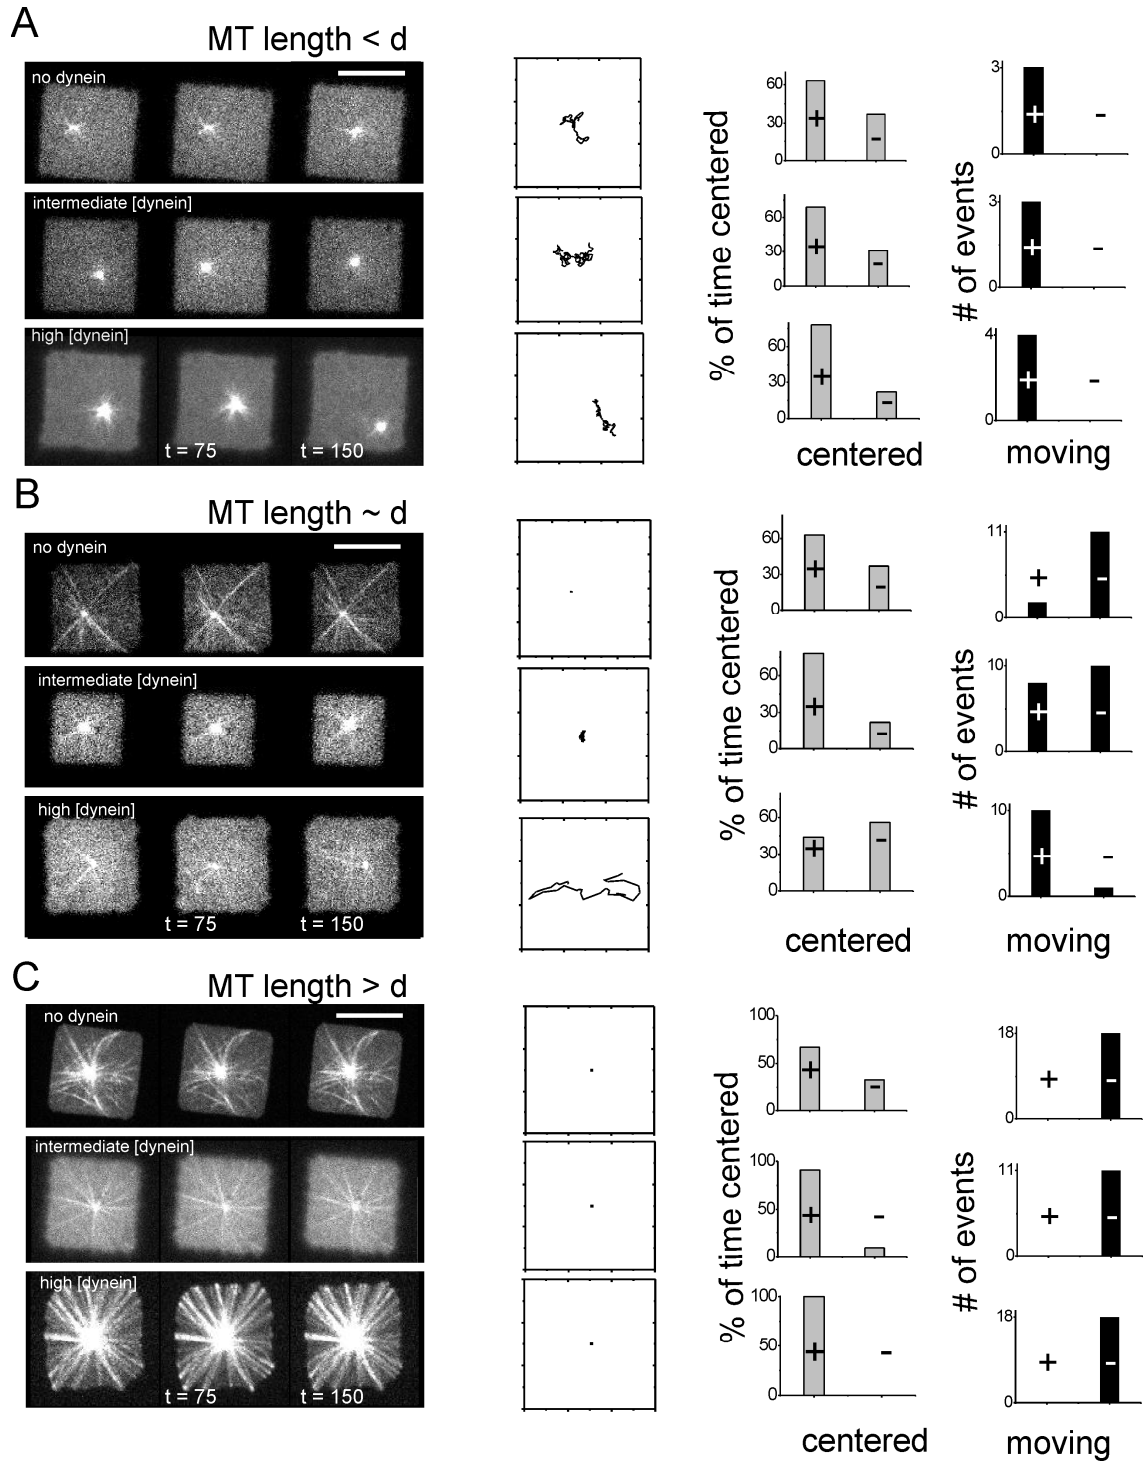 A
MT length < d
no dynein
intermediate [dynein]
high [dynein]
t = 75
t = 150
% of time centered
60
30
0
+
-
60
30
0
+
-
60
30
0
+
-
centered
# of events
3
0
+
-
3
0
+
-
4
0
+
-
moving
B
MT length ~ d
no dynein
intermediate [dynein]
high [dynein]
t = 75
t = 150
% of time centered
60
30
0
+
-
60
30
0
+
-
60
30
0
+
-
centered
# of events
11
0
+
-
10
0
+
-
10
0
+
-
moving
C
MT length > d
no dynein
intermediate [dynein]
high [dynein]
t = 75
t = 150
% of time centered
100
50
0
+
-
100
50
0
+
-
100
50
0
+
-
centered
# of events
18
0
+
-
11
0
+
-
18
0
+
-
moving